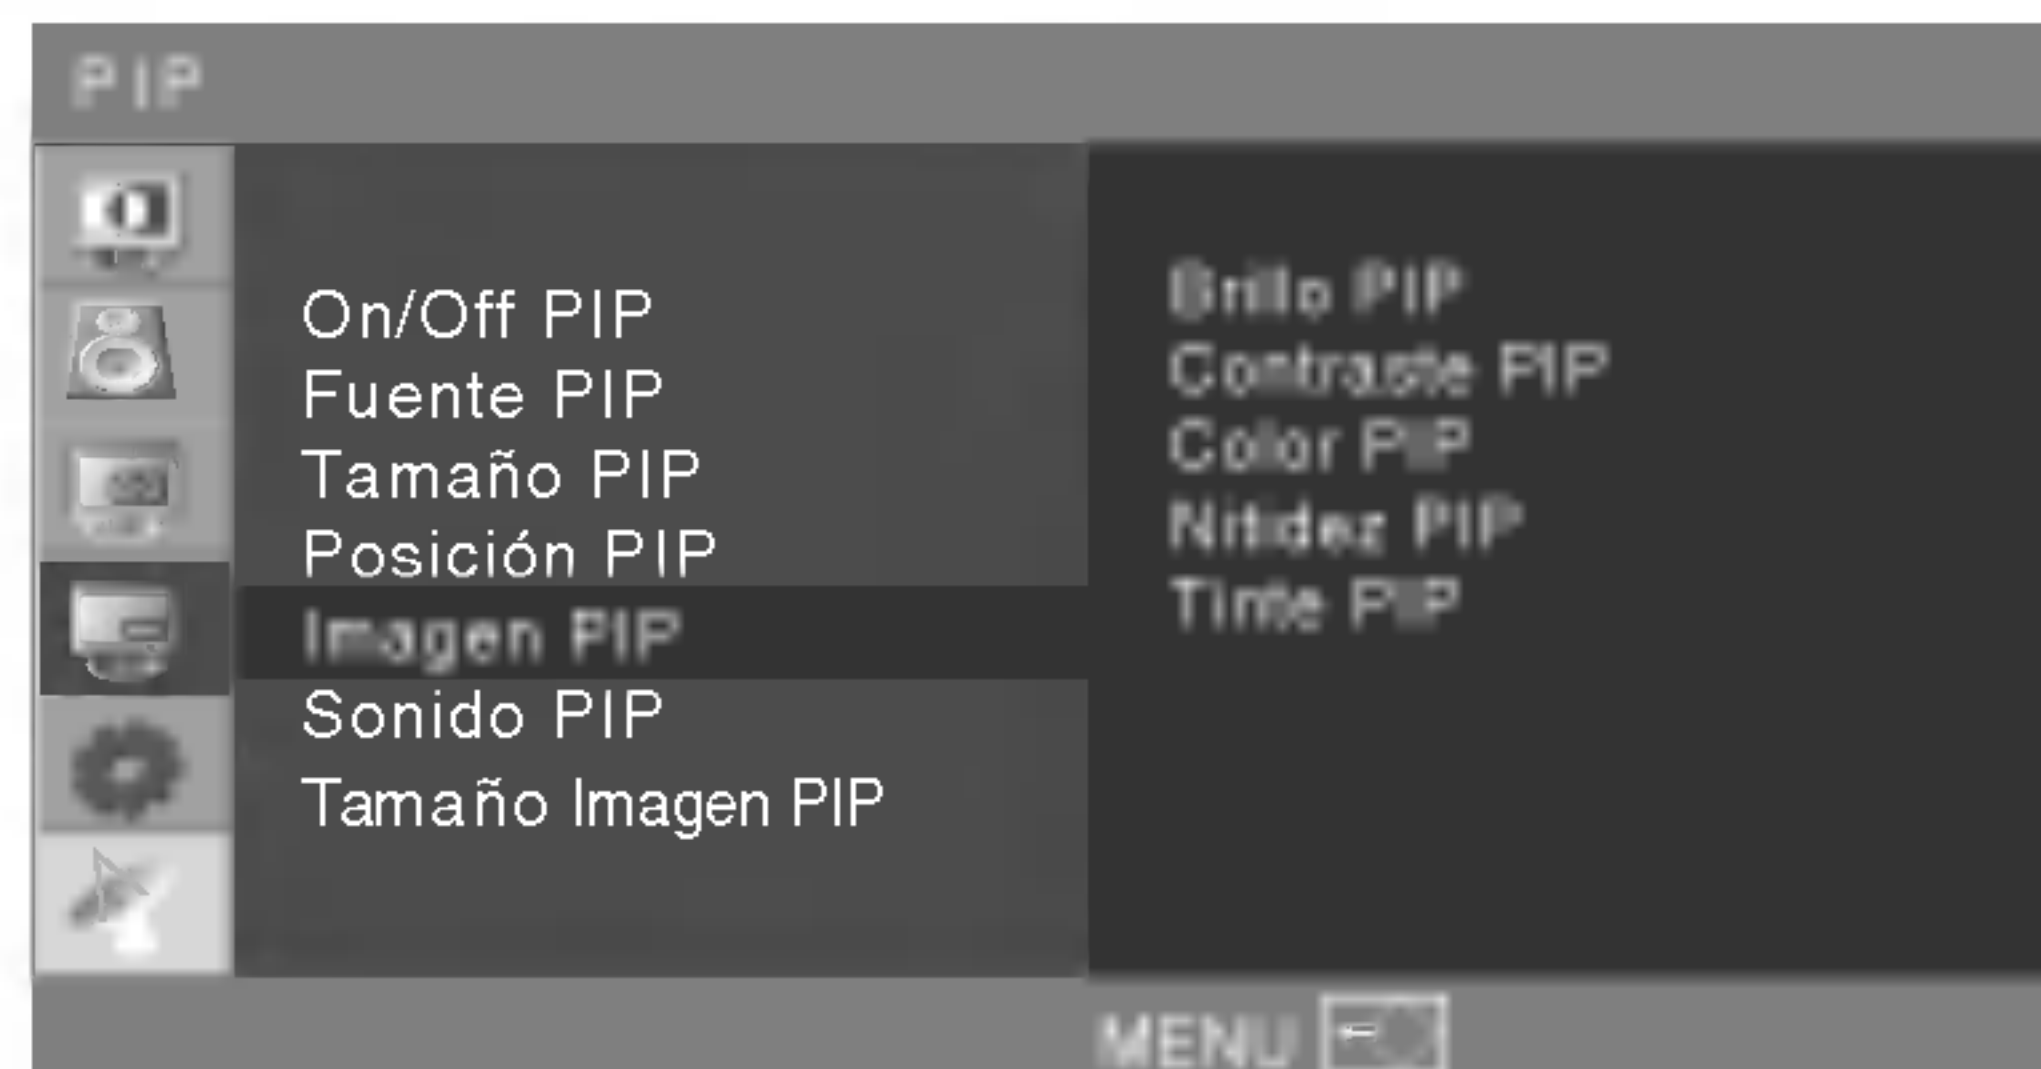 PIP
On/Off PIP
Fuente PIP
Tamaño PIP
Posición PIP
Imagen PIP
Sonido PIP
Tamaño Imagen PIP
Brillo PIP
Contraste PIP
Color PIP
Nitidez PIP
Tinte PIP
MENU